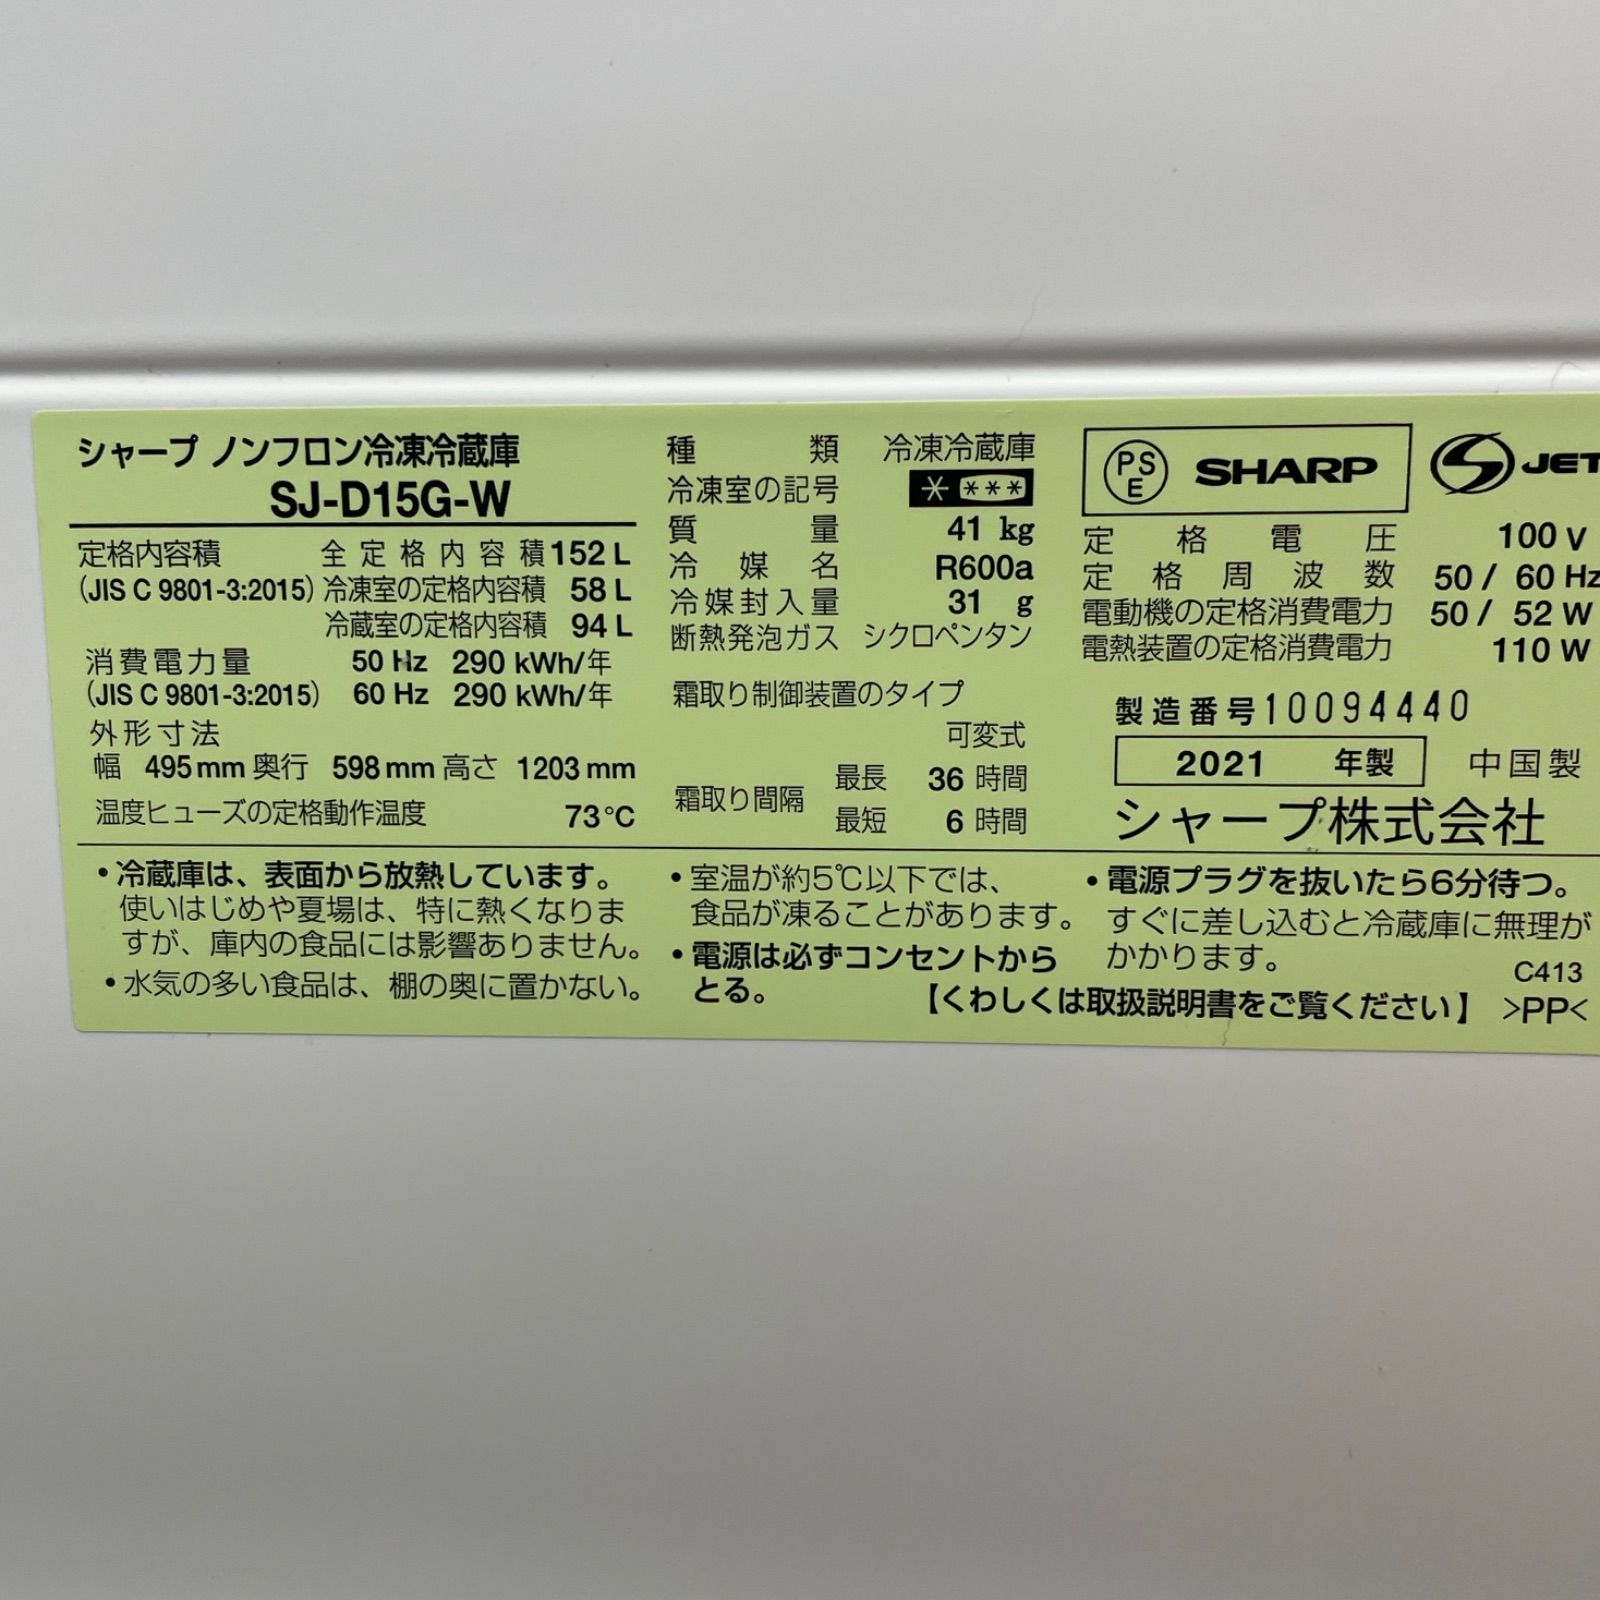 シャープ ノンフロン冷凍冷蔵庫
SJ-D15G-W
定格内容積 全定格内容積 152 L
(JIS C 9801-3:2015) 冷凍室の定格内容積 58 L
冷蔵室の定格内容積 94 L
消費電力量 50 Hz 290 kWh/年
(JIS C 9801-3:2015) 60 Hz 290 kWh/年
外形寸法
幅 495 mm 奥行 598 mm 高さ 1203 mm
温度ヒューズの定格動作温度 73℃
種類 冷凍冷蔵庫
冷凍室の記号 ****
質量 41 kg
冷媒名 R600a
冷媒封入量 31 g
断熱発泡ガス シクロペンタン
霜取り制御装置のタイプ
可変式
霜取り間隔 最長 36 時間
最短 6 時間
PSE SHARP JET
定格電圧 100 V
定格周波数 50 / 60 Hz
電動機の定格消費電力 50 / 52 W
電熱装置の定格消費電力 110 W
製造番号 10094440
2021 年製 中国製
シャープ株式会社
・冷蔵庫は、表面から放熱しています。
使いはじめや夏場は、特に熱くなりま
すが、庫内の食品には影響ありません。
・水気の多い食品は、棚の奥に置かない。
・室温が約5℃以下では、
食品が凍ることがあります。
・電源は必ずコンセントから
とる。
・電源プラグを抜いたら6分待つ。
すぐに差し込むと冷蔵庫に無理が
かかります。
C413
【くわしくは取扱説明書をご覧ください】 >PP<